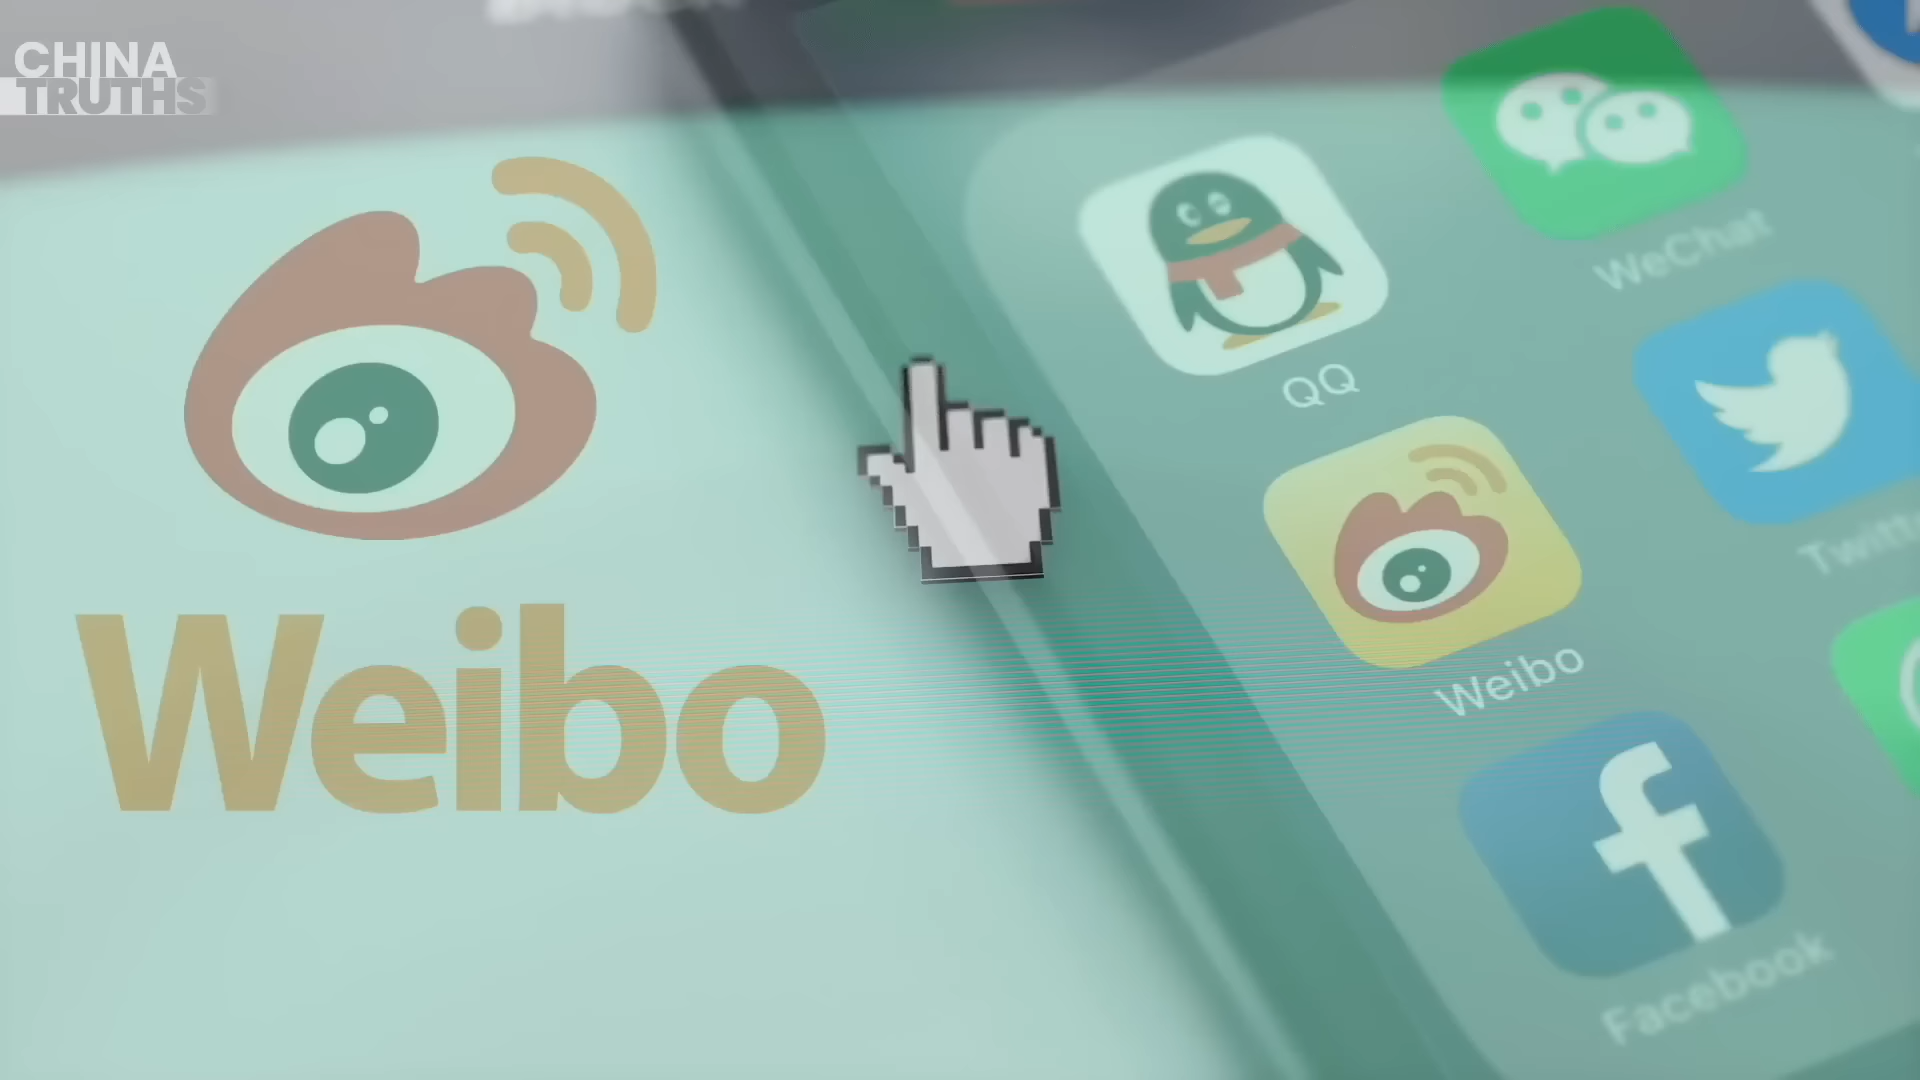 CHINA
TRUTHS
WeChat
QQ
Weibo
Weibo
Facebook